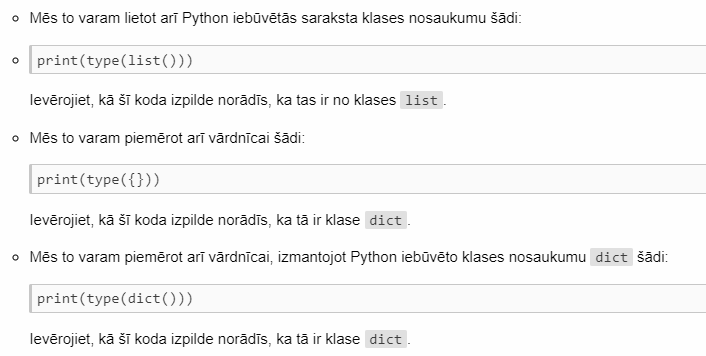 Mēs to varam lietot arī Python iebūvētās saraksta klases nosaukumu šādi:
print(type(list()))
Ievērojiet, kā šī koda izpilde norādīs, ka tas ir no klases list.
Mēs to varam piemērot arī vārdnīcai šādi:
print(type({}))
Ievērojiet, kā šī koda izpilde norādīs, ka tā ir klase dict.
Mēs to varam piemērot arī vārdnīcai, izmantojot Python iebūvēto klases nosaukumu dict šādi:
print(type(dict()))
Ievērojiet, kā šī koda izpilde norādīs, ka tā ir klase dict.